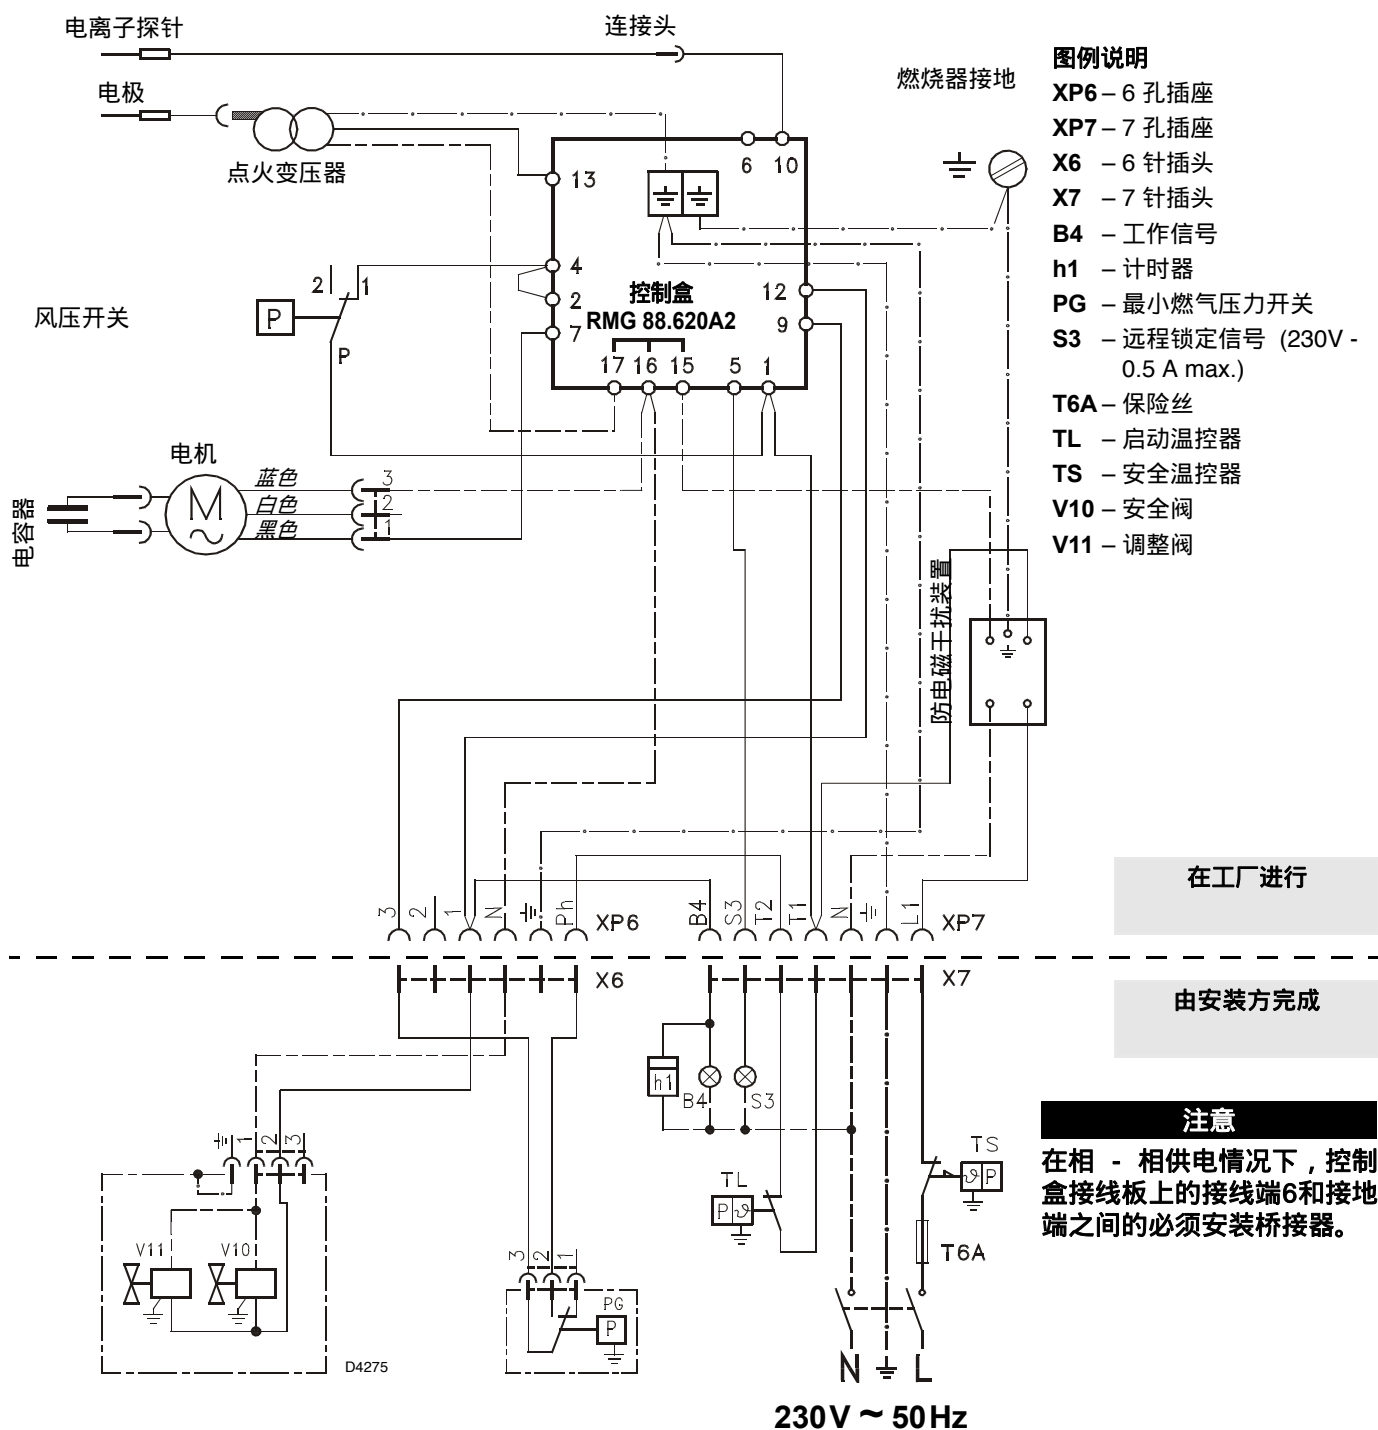 电离子探针
连接头
电极
点火变压器
燃烧器接地
图例说明
XP6 – 6 孔插座
XP7 – 7 孔插座
X6 – 6 针插头
X7 – 7 针插头
B4 – 工作信号
h1 – 计时器
PG – 最小燃气压力开关
S3 – 远程锁定信号 (230V -
0.5 A max.)
T6A – 保险丝
TL – 启动温控器
TS – 安全温控器
V10 – 安全阀
V11 – 调整阀
6 10
13
4
2
7
12
9
控制盒
RMG 88.620A2
17 16 15 5 1
风压开关
P
2 1
P
电机
M
电容器
蓝色
白色
黑色
3
2
1
防电磁干扰装置
3 2 1 N Ph XP6
B4 S3 T2 T1 N L1 XP7
在工厂进行
X6
X7
由安装方完成
h1
B4
S3
1 2 3
V11
V10
D4275
3 2 1
PG
P
TL
P ϑ
TS
ϑ P
T6A
N L
230V ~ 50Hz
注意
在相 - 相供电情况下，控制
盒接线板上的接线端6和接地
端之间的必须安装桥接器。